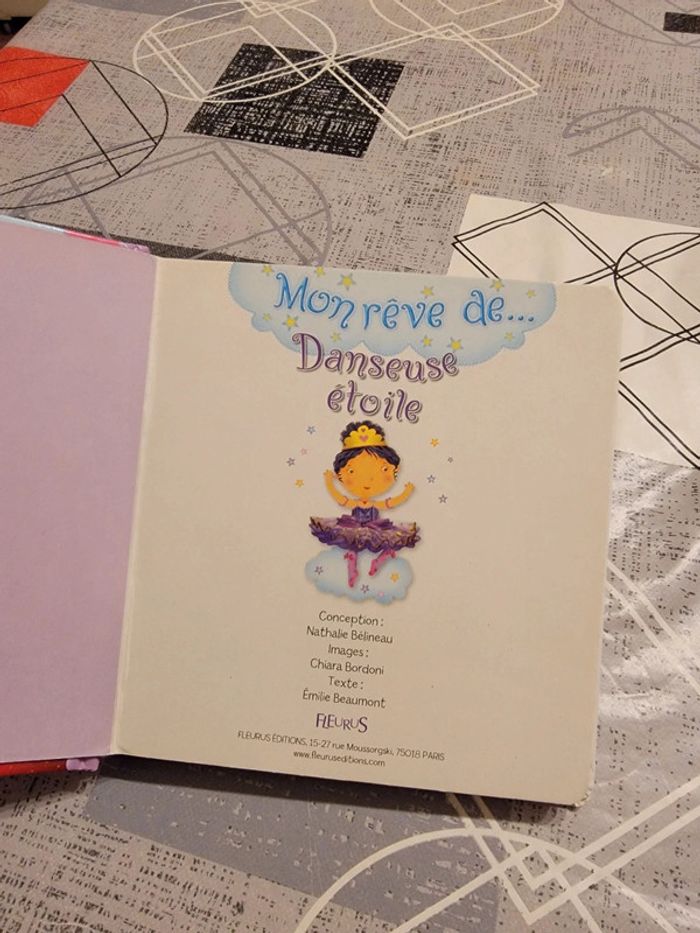 Mon rêve de...
Danseuse
étoile
Conception :
Nathalie Bélineau
Images :
Chiara Bordoni
Texte :
Émilie Beaumont
FLEURUS
FLEURUS ÉDITIONS, 15-27 rue Moussorgski, 75018 PARIS
www.fleuruseditions.com